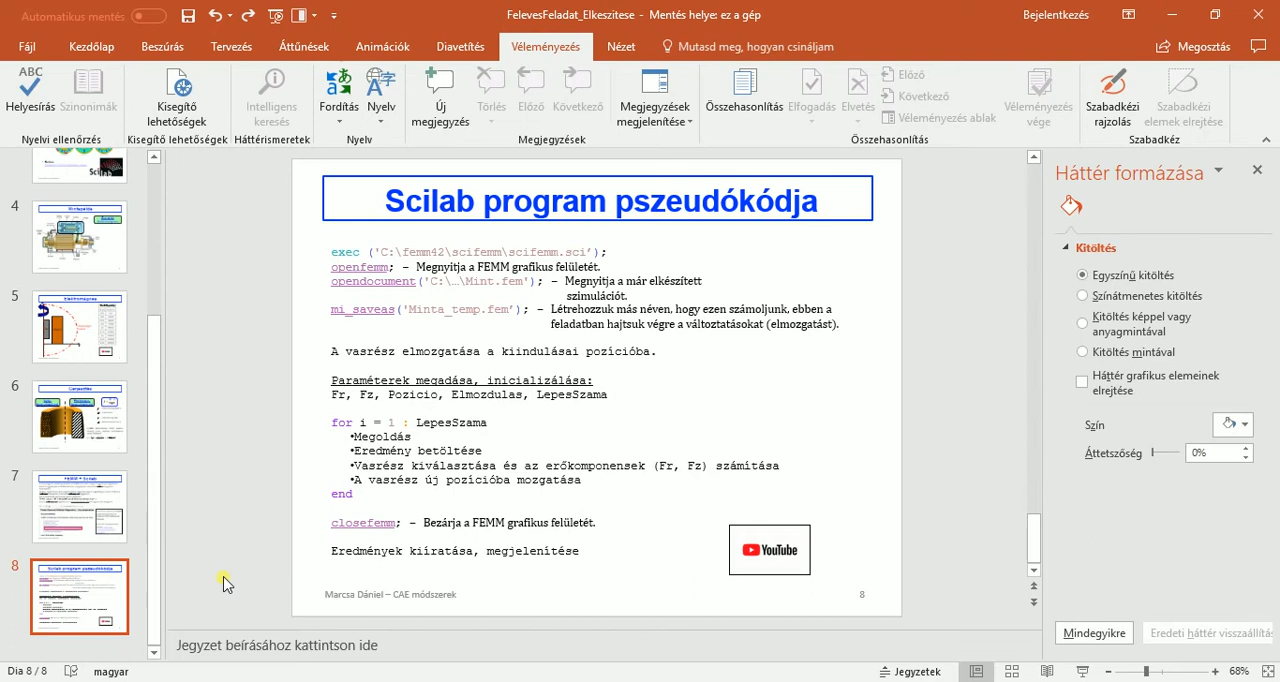 Automatikus mentés
FelevesFeladat_Elkeszitese - Mentés helye: ez a gép
Bejelentkezés
Fájl Kezdőlap Beszúrás Tervezés Áttűnések Animációk Diavetítés Véleményezés Nézet Mutasd meg, hogyan csináljam Megosztás
ABC
Helyesírás Szinonimák
Nyelvi ellenőrzés
Kisegítő
lehetőségek
Kisegítő lehetőségek
Intelligens
keresés
Háttérismeretek
Fordítás Nyelv
Nyelv
Új
megjegyzés
Törlés Előző Következő
Megjegyzések
megjelenítése
Megjegyzések
Összehasonlítás Elfogadás Elvetés
Előző
Következő
Véleményezés ablak
Véleményezés
vége
Összehasonlítás
Szabadkézi
rajzolás
Szabadkézi
elemek elrejtése
Szabadkéz
4
5
6
7
8
Scilab program pszeudókódja
exec ('C:\femm42\scifemm\scifemm.sci');
openfemm; – Megnyitja a FEMM grafikus felületét.
opendocument('C:\…\Mint.fem'); – Megnyitja a már elkészített
szimulációt.
mi_saveas('Minta_temp.fem'); – Létrehozzuk más néven, hogy ezen számoljunk, ebben a
feladatban hajtsuk végre a változtatásokat (elmozgatást).
A vasrész elmozgatása a kiindulásai pozícióba.
Paraméterek megadása, inicializálása:
Fr, Fz, Pozicio, Elmozdulas, LepesSzama
for i = 1 : LepesSzama
•Megoldás
•Eredmény betöltése
•Vasrész kiválasztása és az erőkomponensek (Fr, Fz) számítása
•A vasrész új pozícióba mozgatása
end
closefemm; – Bezárja a FEMM grafikus felületét.
Eredmények kiíratása, megjelenítése
YouTube
Marcsa Dániel – CAE módszerek
8
Jegyzet beírásához kattintson ide
Háttér formázása
Kitöltés
Egyszínű kitöltés
Színátmenetes kitöltés
Kitöltés képpel vagy
anyagmintával
Kitöltés mintával
Háttér grafikus elemeinek
elrejtése
Szín
Áttetszőség 0%
Mindegyikre
Eredeti háttér visszaállítás
Dia 8 / 8
magyar
Jegyzetek
68%